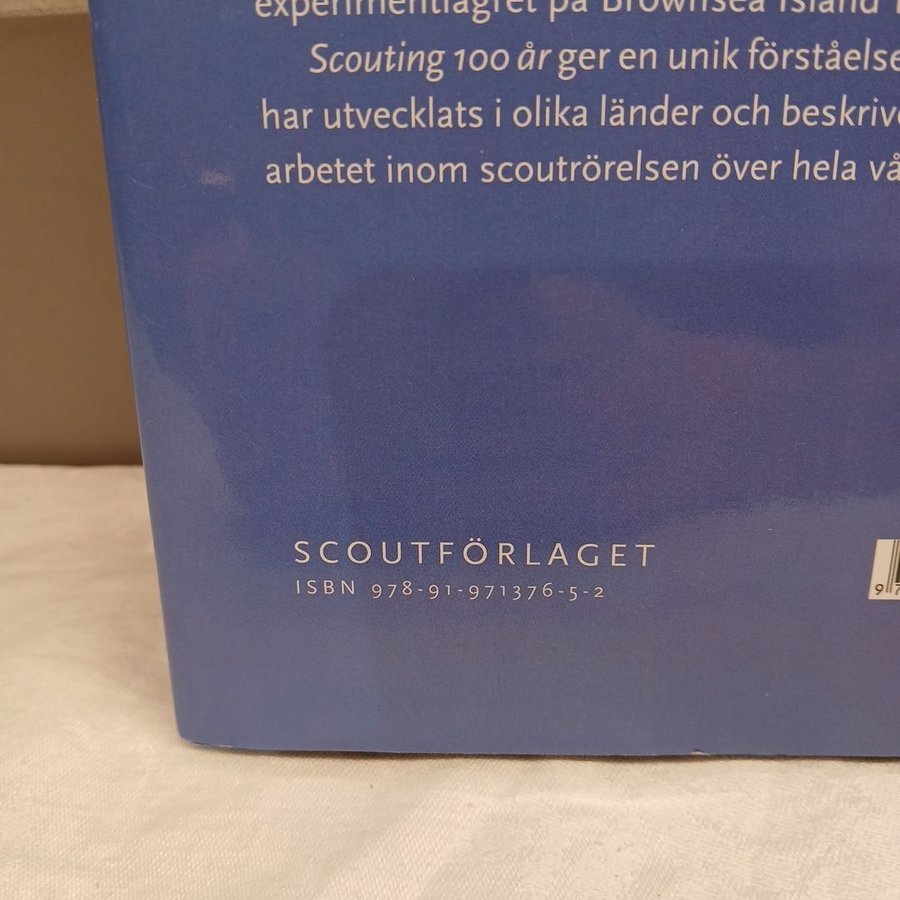 experimentlägret på Brownsea Island
Scouting 100 år ger en unik förståelse
har utvecklats i olika länder och
arbetet inom scoutrörelsen över hela
SCOUTFÖRLAGET
ISBN 978-91-971376-5-2